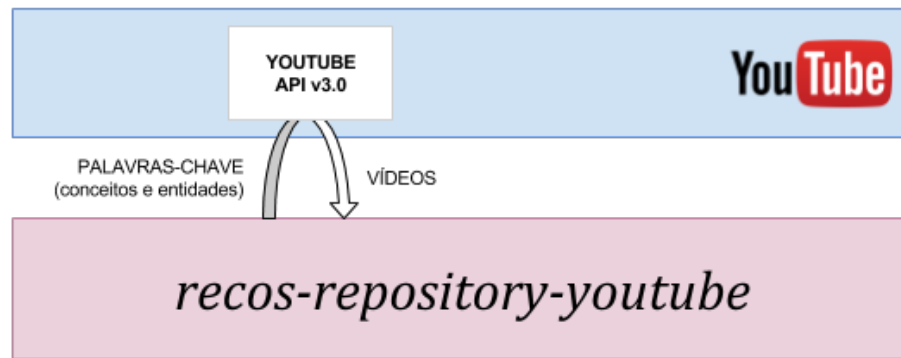 YOUTUBE
API v3.0
YouTube
PALAVRAS-CHAVE
(conceitos e entidades)
VÍDEOS
recos-repository-youtube